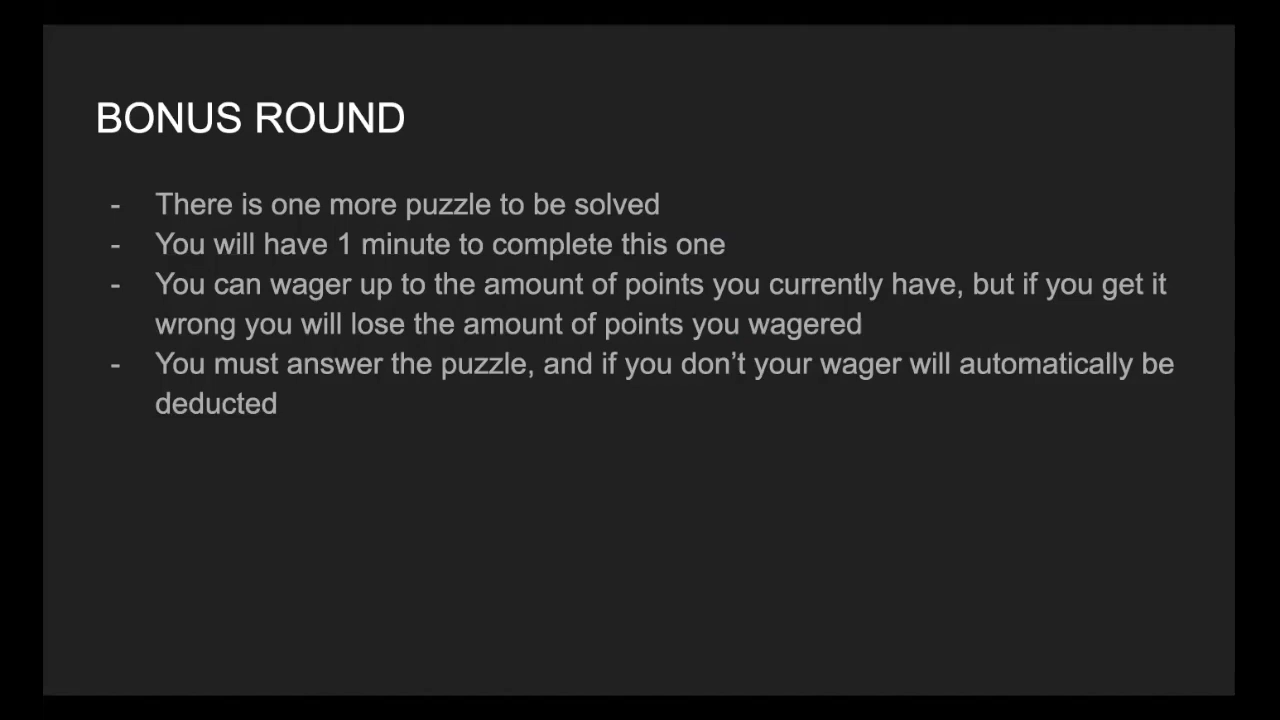 BONUS ROUND
- There is one more puzzle to be solved
- You will have 1 minute to complete this one
- You can wager up to the amount of points you currently have, but if you get it
wrong you will lose the amount of points you wagered
- You must answer the puzzle, and if you don’t your wager will automatically be
deducted